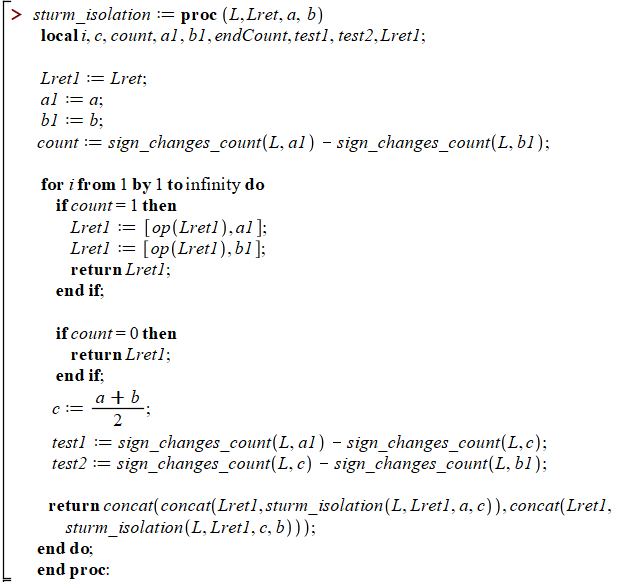 > sturm_isolation := proc (L, Lret, a, b)
local i, c, count, a1, b1, endCount, test1, test2, Lret1;
Lret1 := Lret;
a1 := a;
b1 := b;
count := sign_changes_count(L, a1) − sign_changes_count(L, b1);
for i from 1 by 1 to infinity do
if count = 1 then
Lret1 := [op(Lret1), a1];
Lret1 := [op(Lret1), b1];
return Lret1;
end if;
if count = 0 then
return Lret1;
end if;
c := (a + b)/2;
test1 := sign_changes_count(L, a1) − sign_changes_count(L, c);
test2 := sign_changes_count(L, c) − sign_changes_count(L, b1);
return concat(concat(Lret1, sturm_isolation(L, Lret1, a, c)), concat(Lret1,
sturm_isolation(L, Lret1, c, b)));
end do;
end proc: